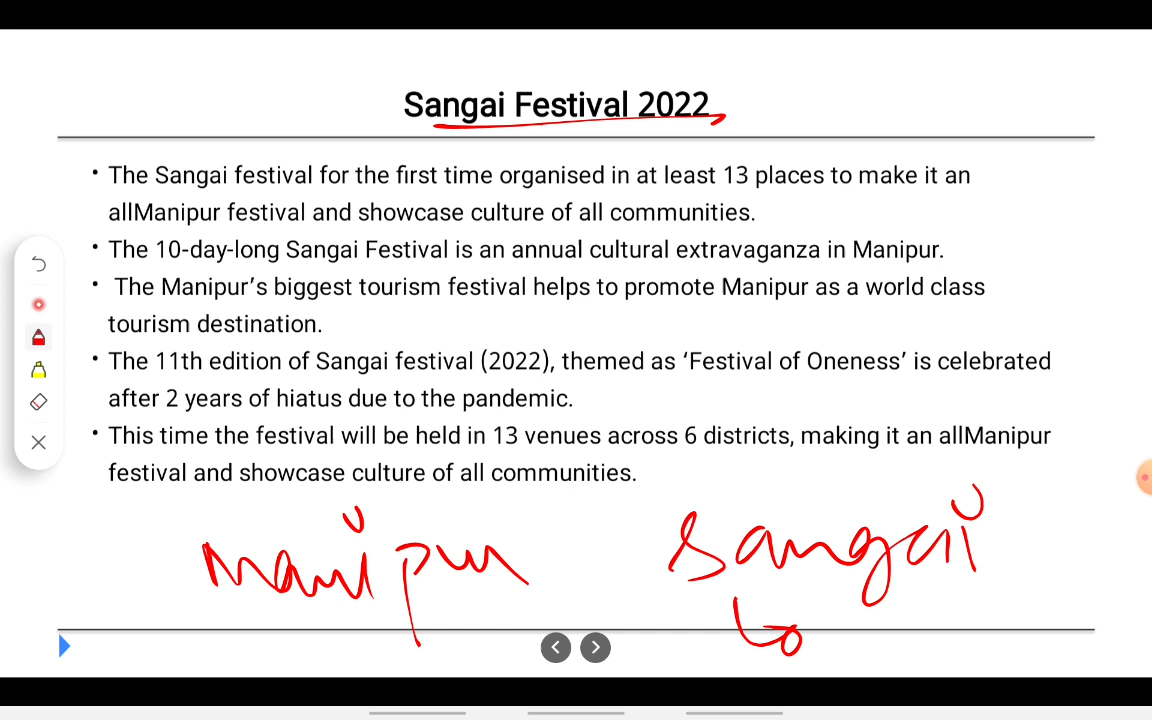 Sangai Festival 2022
• The Sangai festival for the first time organised in at least 13 places to make it an
allManipur festival and showcase culture of all communities.
• The 10-day-long Sangai Festival is an annual cultural extravaganza in Manipur.
• The Manipur’s biggest tourism festival helps to promote Manipur as a world class
tourism destination.
• The 11th edition of Sangai festival (2022), themed as ‘Festival of Oneness’ is celebrated
after 2 years of hiatus due to the pandemic.
• This time the festival will be held in 13 venues across 6 districts, making it an allManipur
festival and showcase culture of all communities.
Manipur Sangai